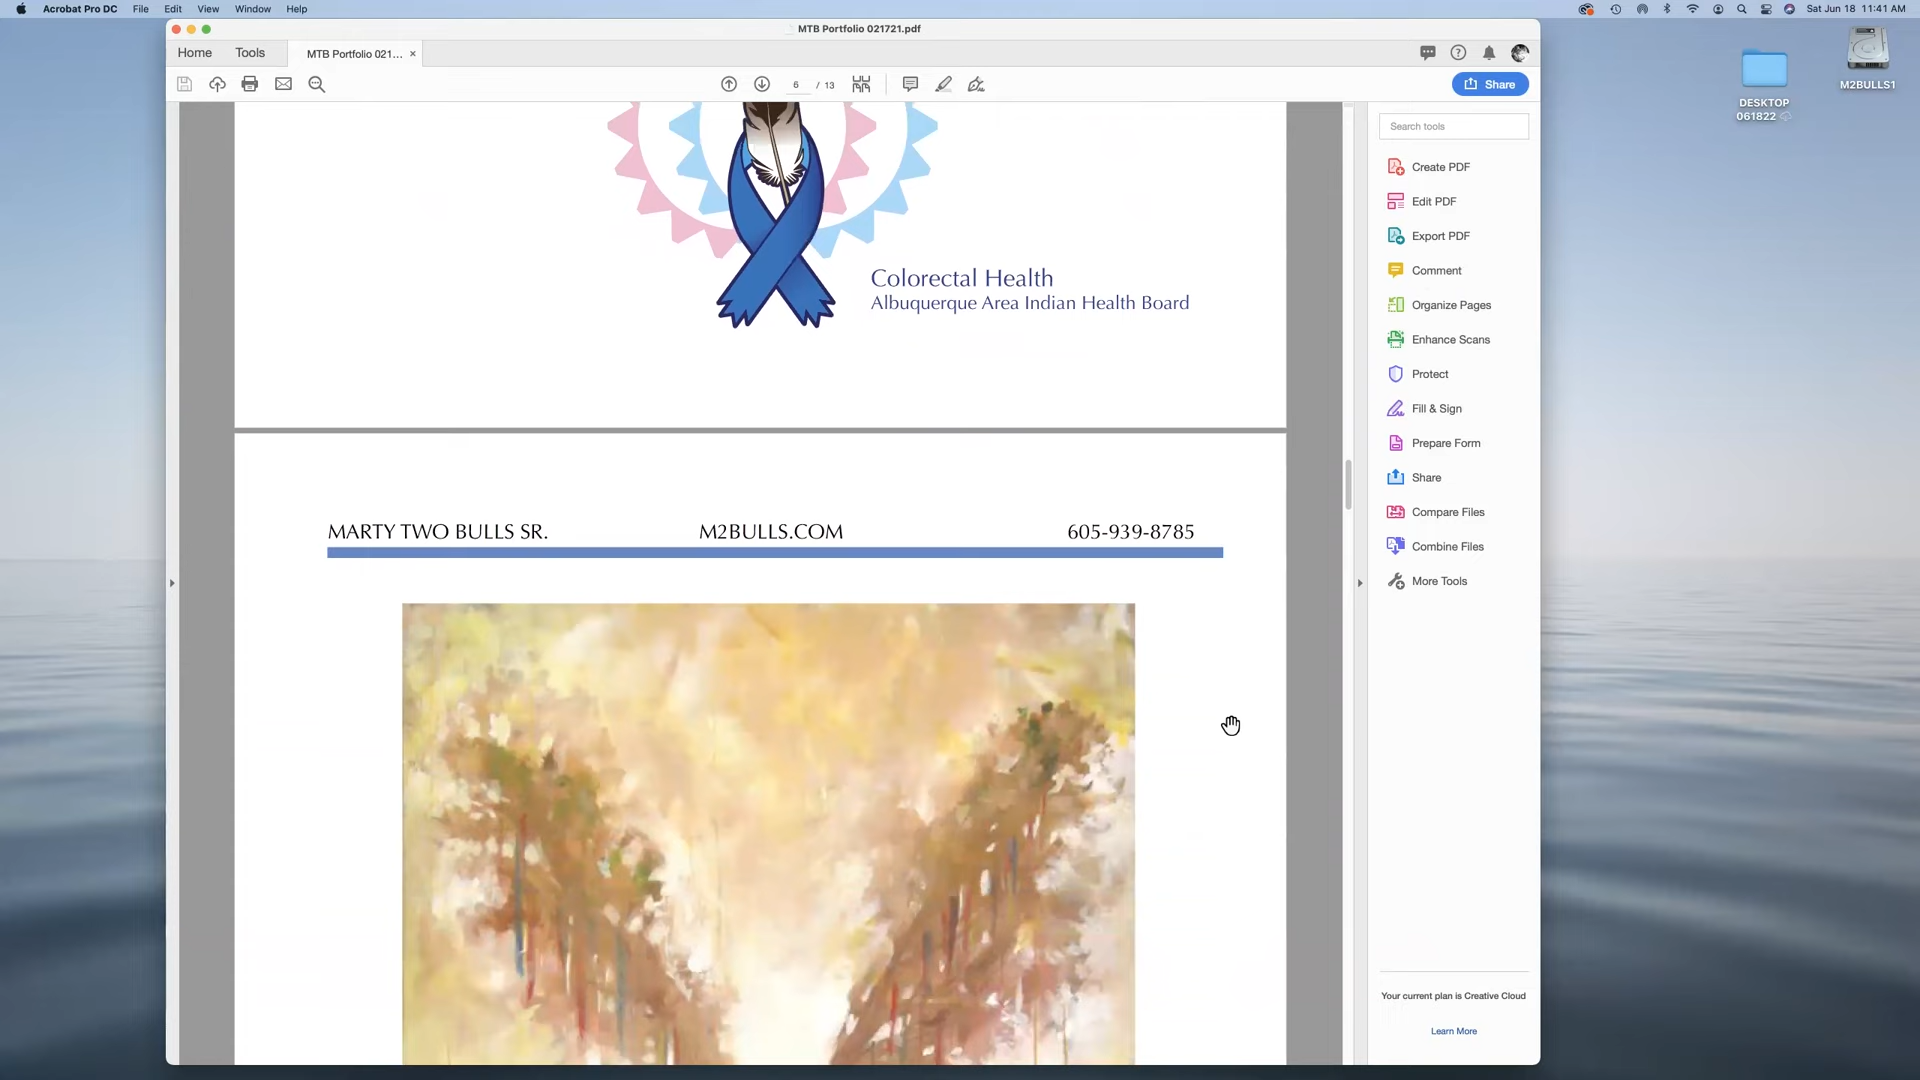 Acrobat Pro DC File Edit View Window Help Sat Jun 18 11:41 AM
MTB Portfolio 021721.pdf
Home Tools MTB Portfolio 021... ×
6 / 13 Share
Search tools
Create PDF
Edit PDF
Export PDF
Comment
Organize Pages
Enhance Scans
Protect
Fill & Sign
Prepare Form
Share
Compare Files
Combine Files
More Tools
Your current plan is Creative Cloud
Learn More
Colorectal Health
Albuquerque Area Indian Health Board
MARTY TWO BULLS SR. M2BULLS.COM 605-939-8785
DESKTOP
061822
M2BULLS1